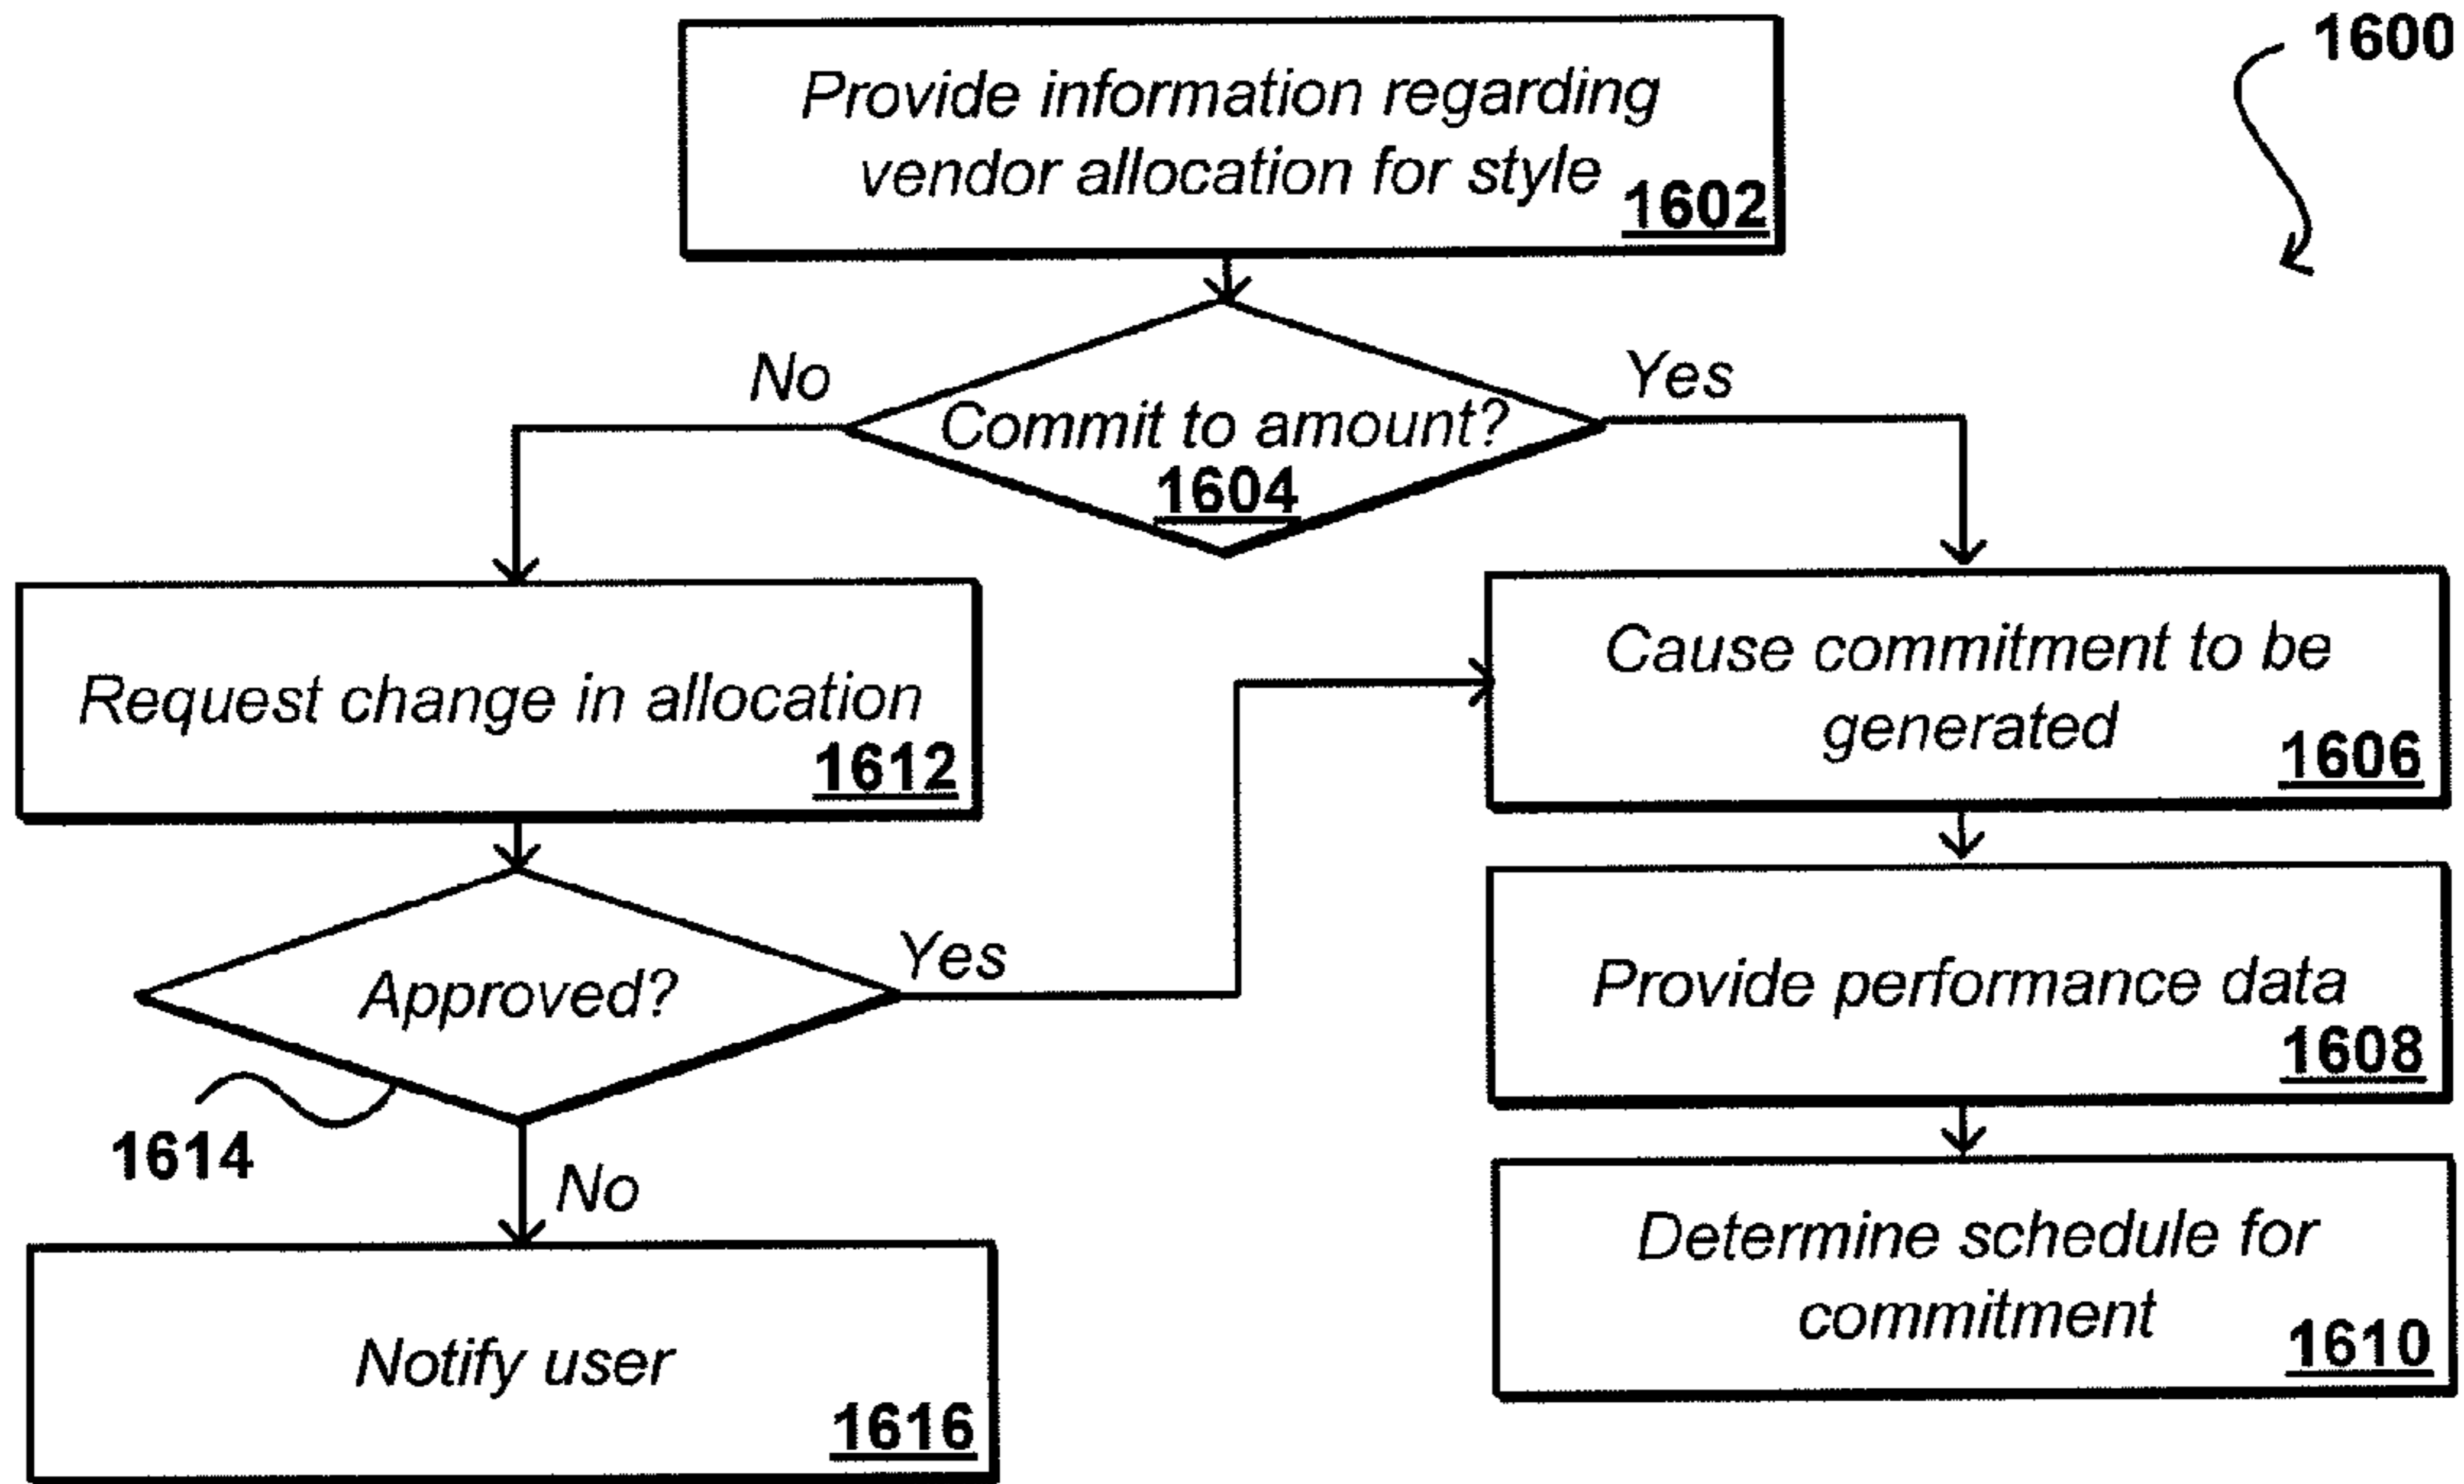 1600
Provide information regarding
vendor allocation for style
1602
No
Yes
Commit to amount?
1604
Request change in allocation
1612
Cause commitment to be
generated
1606
Approved?
Yes
1614
No
Provide performance data
1608
Notify user
1616
Determine schedule for
commitment
1610